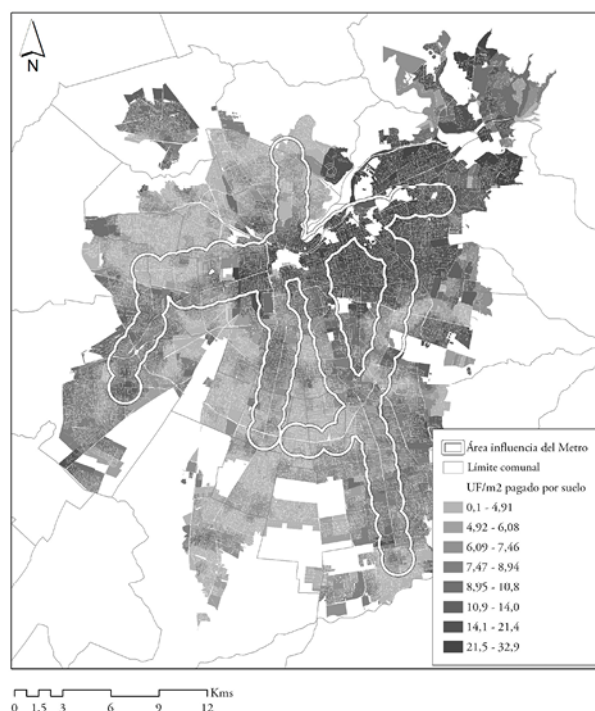 N
Área influencia del Metro
Límite comunal
UF/m2 pagado por suelo
0,1 - 4,91
4,92 - 6,08
6,09 - 7,46
7,47 - 8,94
8,95 - 10,8
10,9 - 14,0
14,1 - 21,4
21,5 - 32,9
Kms
0 1,5 3 6 9 12